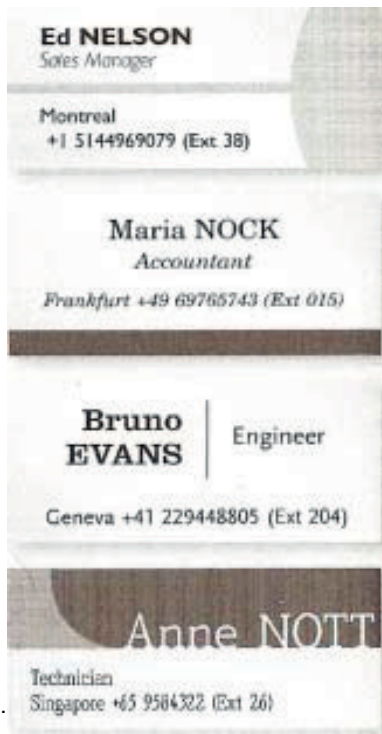 Ed NELSON
Sales Manager
Montreal
+1 5144969079 (Ext 38)
Maria NOCK
Accountant
Frankfurt +49 69765743 (Ext 015)
Bruno
EVANS
Engineer
Geneva +41 229448805 (Ext 204)
Anne NOTT
Technician
Singapore +65 9584322 (Ext 26)
.